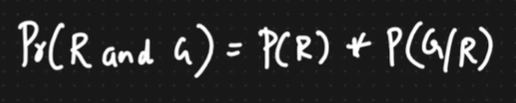 Pr(R and G) = P(R) * P(G/R)